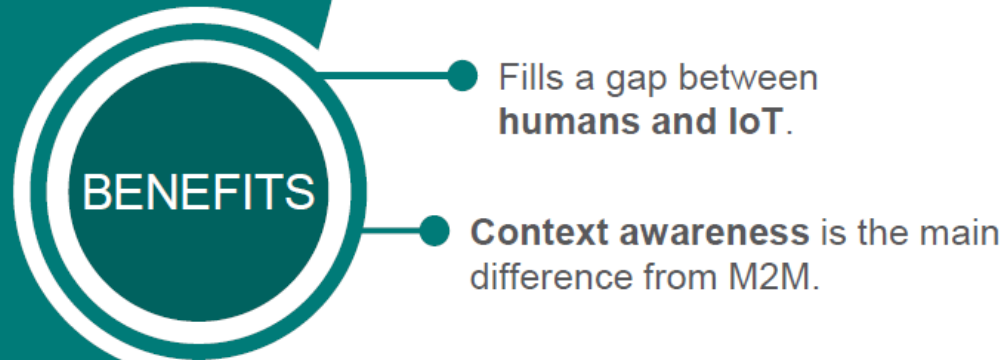 BENEFITS
Fills a gap between
humans and IoT.
Context awareness is the main
difference from M2M.